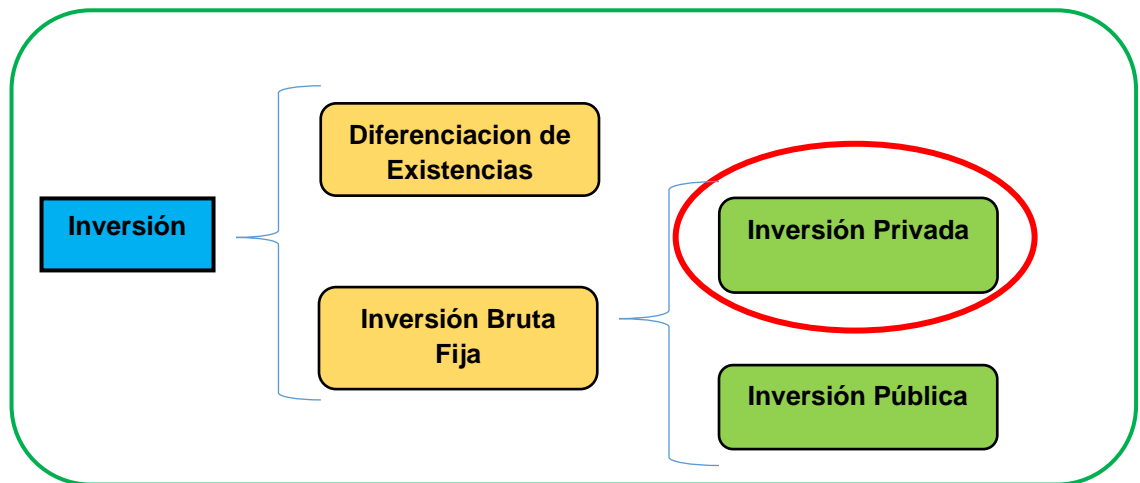 Inversión
Diferenciacion de
Existencias
Inversión Bruta
Fija
Inversión Privada
Inversión Pública